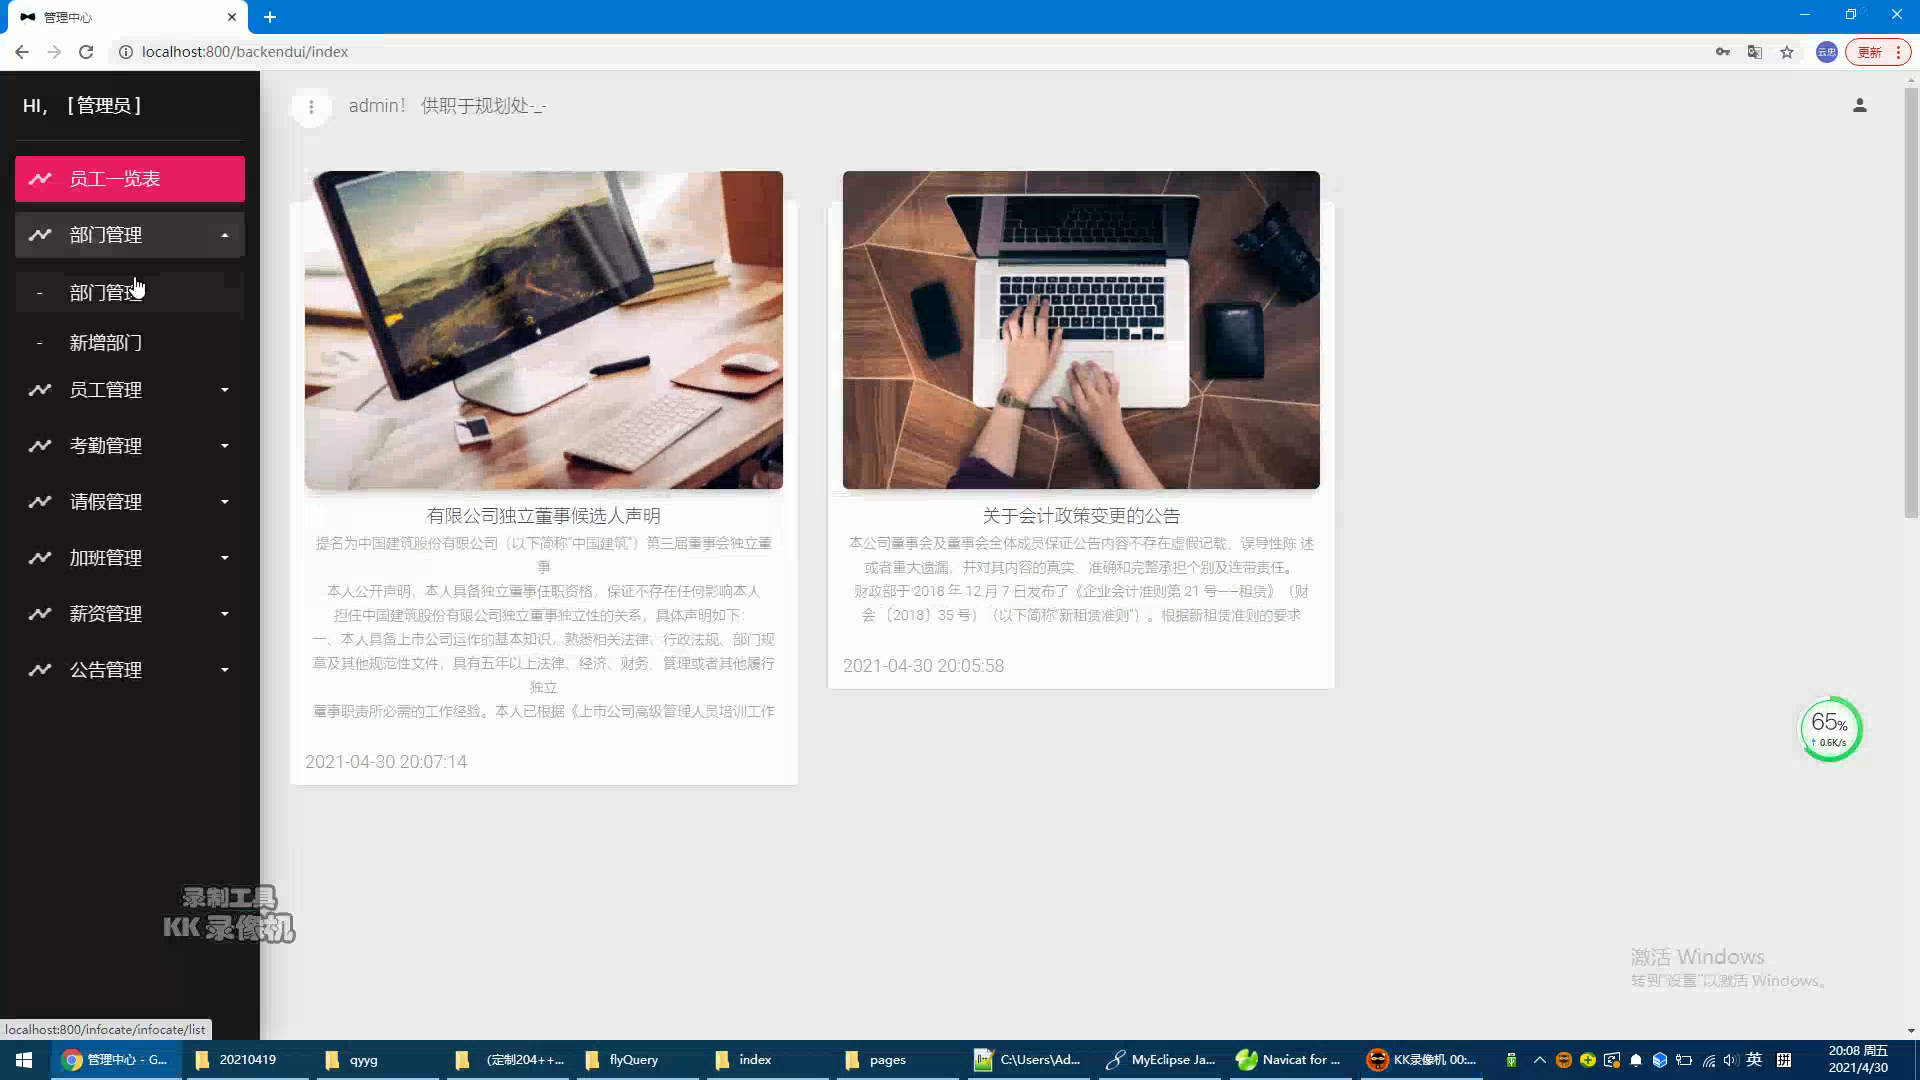 管理中心
localhost:800/backendui/index
更新
HI, [管理员]
admin! 供职于规划处-_-
员工一览表
部门管理
- 部门管理
- 新增部门
员工管理
考勤管理
请假管理
加班管理
薪资管理
公告管理
有限公司独立董事候选人声明
提名为中国建筑股份有限公司（以下简称“中国建筑”）第三届董事会独立董
事
本人公开声明，本人具备独立董事任职资格，保证不存在任何影响本人
担任中国建筑股份有限公司独立董事独立性的关系，具体声明如下：
一、本人具备上市公司运作的基本知识，熟悉相关法律、行政法规、部门规
章及其他规范性文件，具有五年以上法律、经济、财务、管理或者其他履行
独立
董事职责所必需的工作经验。本人已根据《上市公司高级管理人员培训工作
2021-04-30 20:07:14
关于会计政策变更的公告
本公司董事会及董事会全体成员保证公告内容不存在虚假记载、误导性陈 述
或者重大遗漏，并对其内容的真实、准确和完整承担个别及连带责任。
财政部于 2018 年 12 月 7 日发布了《企业会计准则第 21 号——租赁》（财
会 〔2018〕35 号）（以下简称“新租赁准则”）。根据新租赁准则的要求
2021-04-30 20:05:58
65%
0.6K/s
录制工具
KK 录像机
激活 Windows
转到“设置”以激活 Windows。
localhost:800/infocate/infocate/list
管理中心 - G...
20210419
qyyg
(定制204++...
flyQuery
index
pages
C:\Users\Ad...
MyEclipse Ja...
Navicat for ...
KK录像机 00:...
英
拼
20:08 周五
2021/4/30